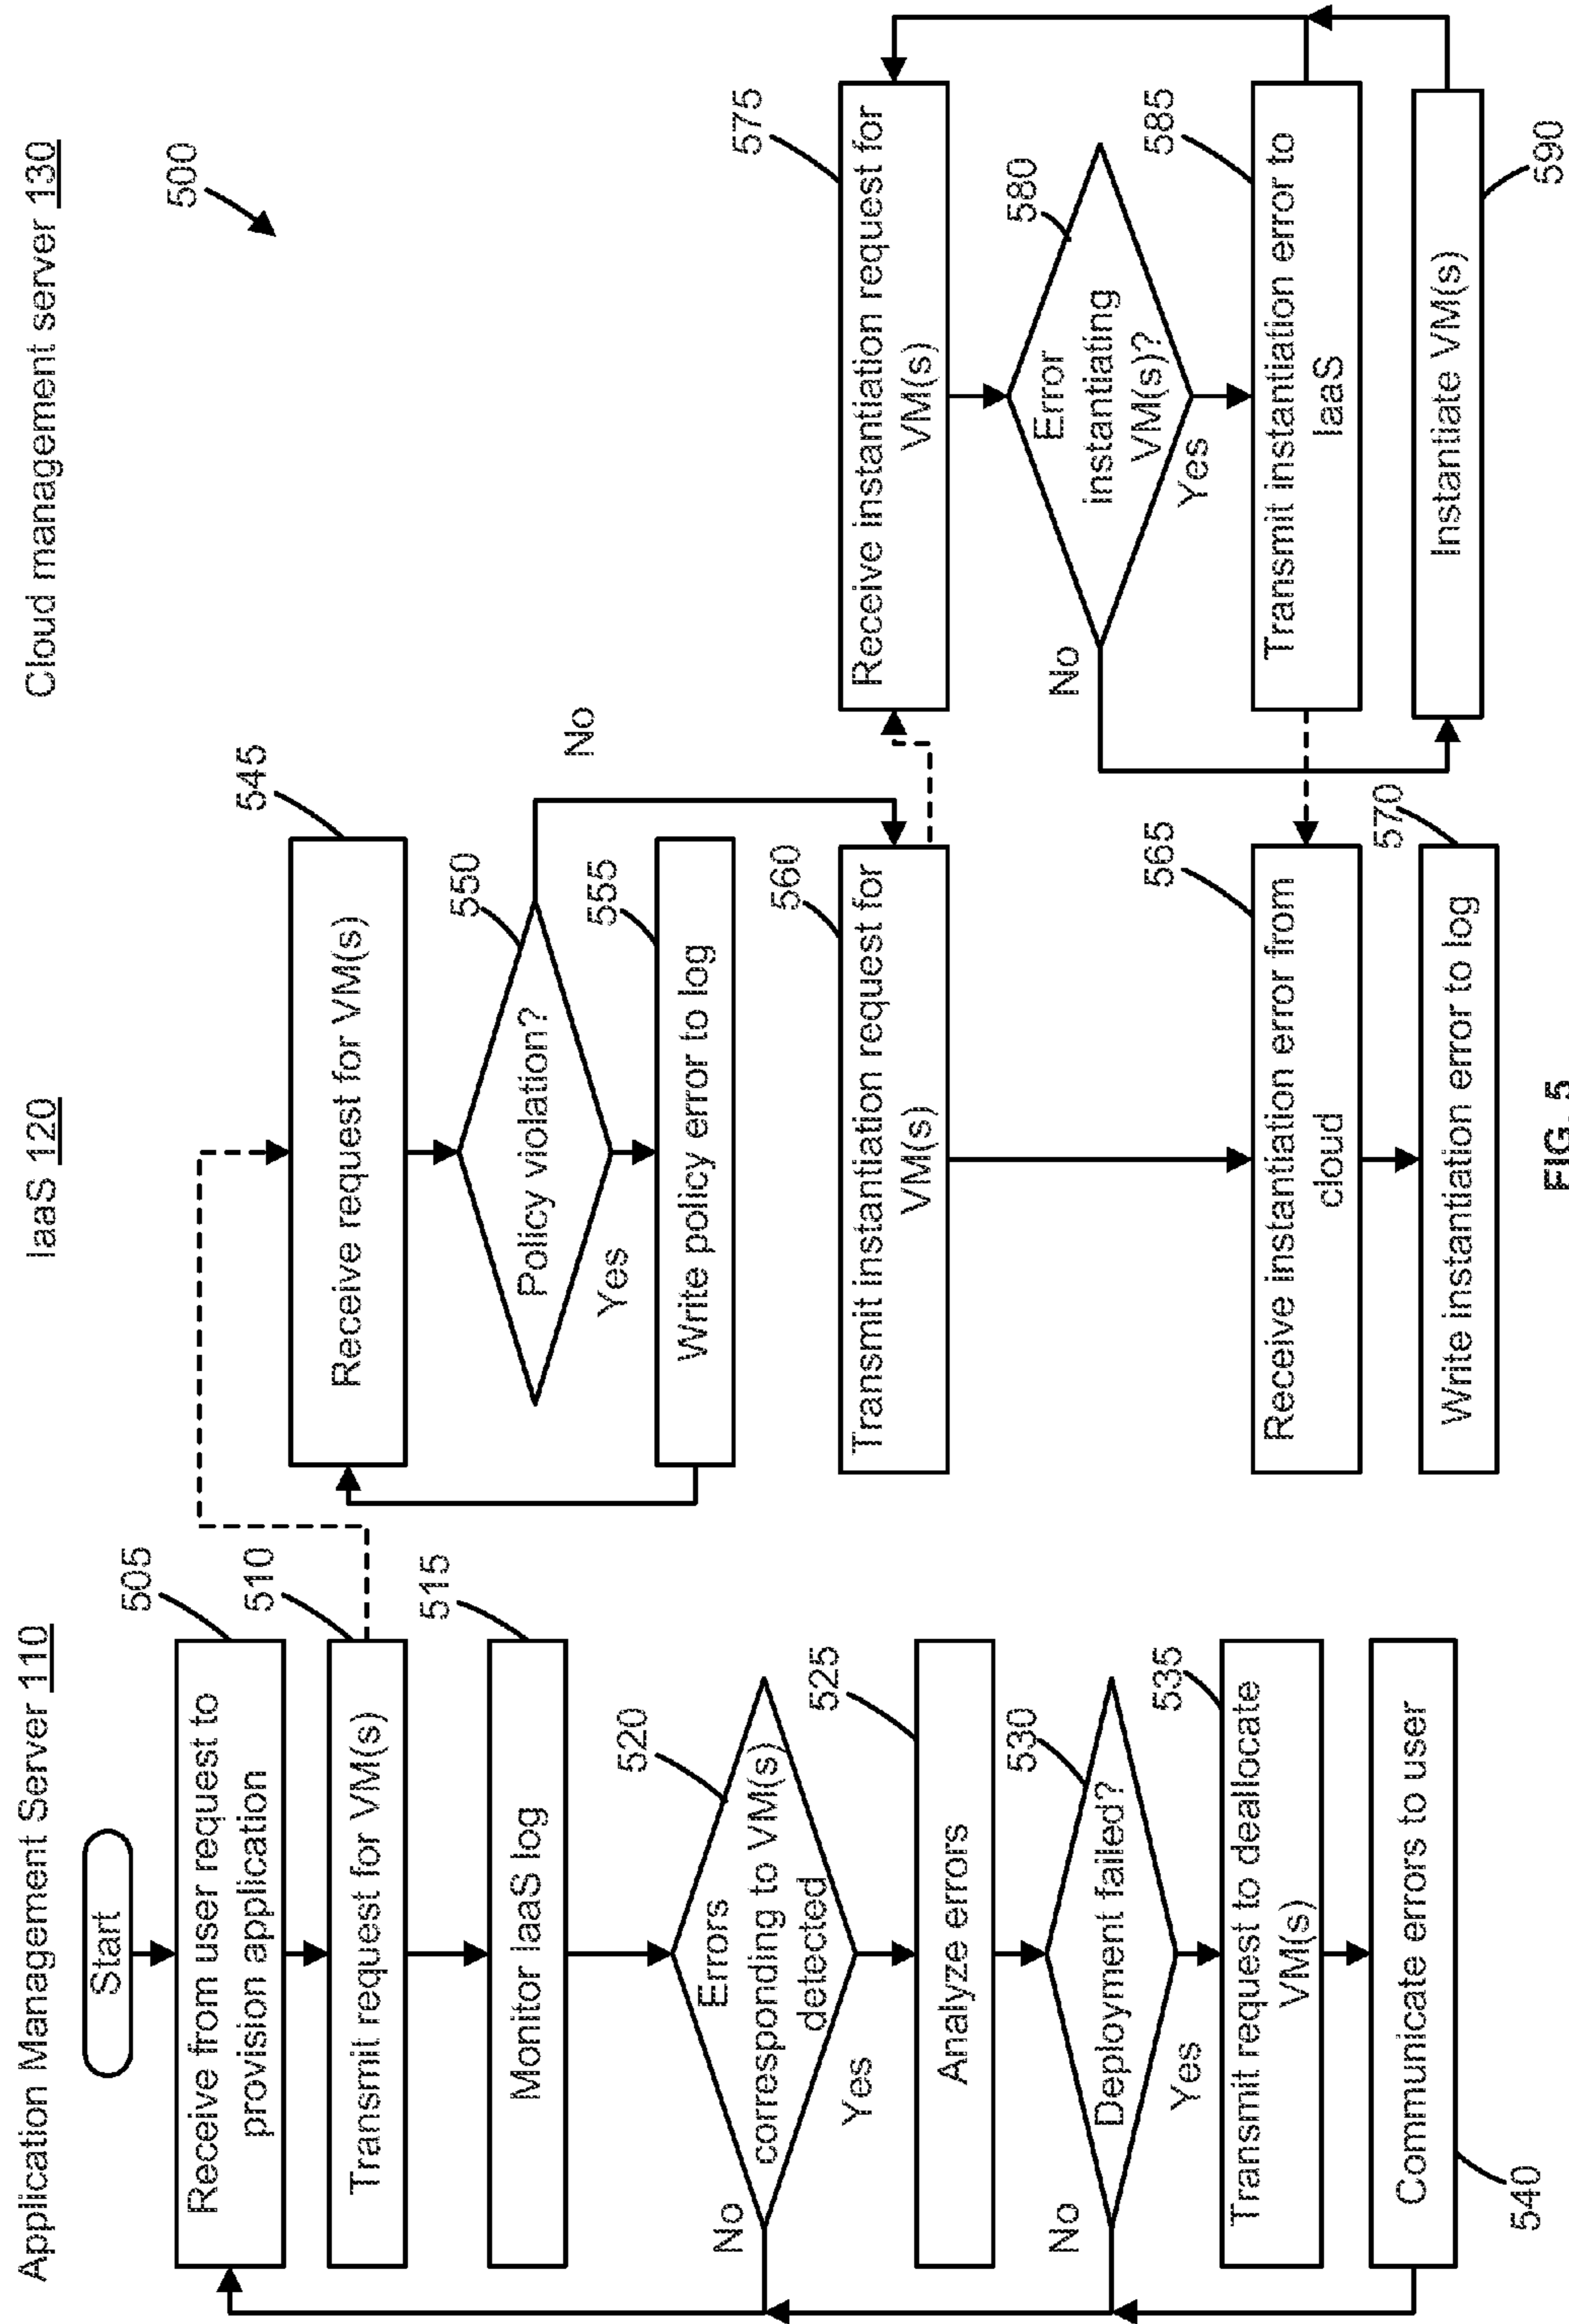 Application Management Server 110
IaaS 120
Cloud management server 130
500
Start
505
Receive from user request to
provision application
510
Transmit request for VM(s)
515
Monitor IaaS log
520
Errors
corresponding to VM(s)
detected
No
Yes
525
Analyze errors
530
Deployment failed?
No
Yes
535
Transmit request to deallocate
VM(s)
Communicate errors to user
540
545
Receive request for VM(s)
550
Policy violation?
No
Yes
555
Write policy error to log
560
Transmit instantiation request for
VM(s)
565
Receive instantiation error from
cloud
570
Write instantiation error to log
575
Receive instantiation request for
VM(s)
580
Error
instantiating
VM(s)?
No
Yes
585
Transmit instantiation error to
IaaS
Instantiate VM(s)
590
FIG. 5